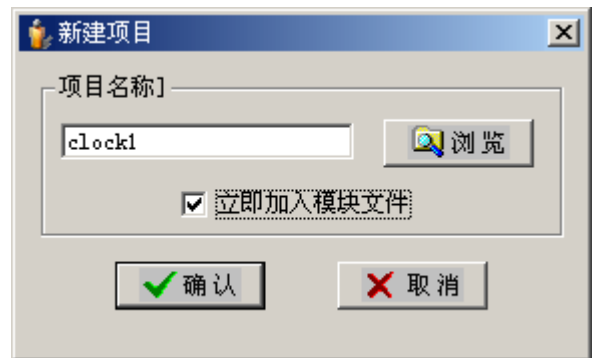 新建项目
项目名称]
clock1
浏览
立即加入模块文件
确认
取消